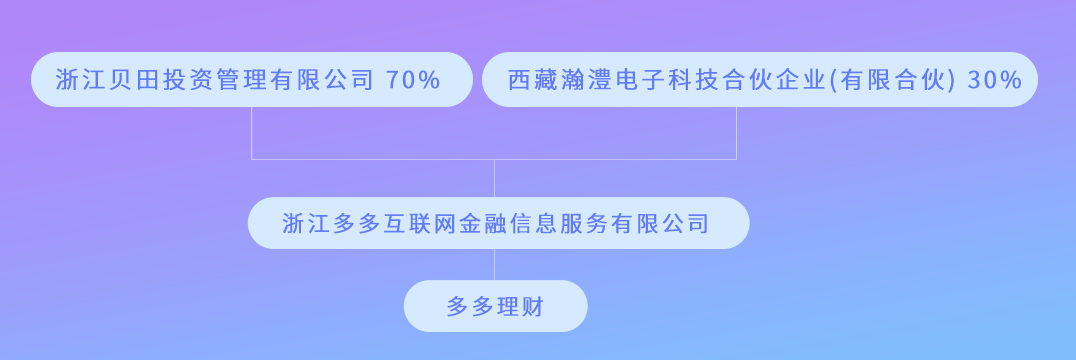 浙江贝田投资管理有限公司 70%
西藏瀚澧电子科技合伙企业(有限合伙) 30%
浙江多多互联网金融信息服务有限公司
多多理财